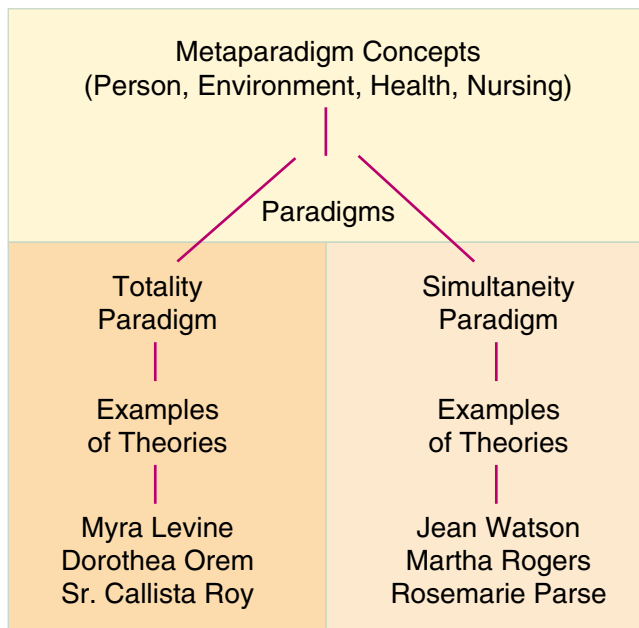 Metaparadigm Concepts
(Person, Environment, Health, Nursing)
Paradigms
Totality
Paradigm
Examples
of Theories
Myra Levine
Dorothea Orem
Sr. Callista Roy
Simultaneity
Paradigm
Examples
of Theories
Jean Watson
Martha Rogers
Rosemarie Parse